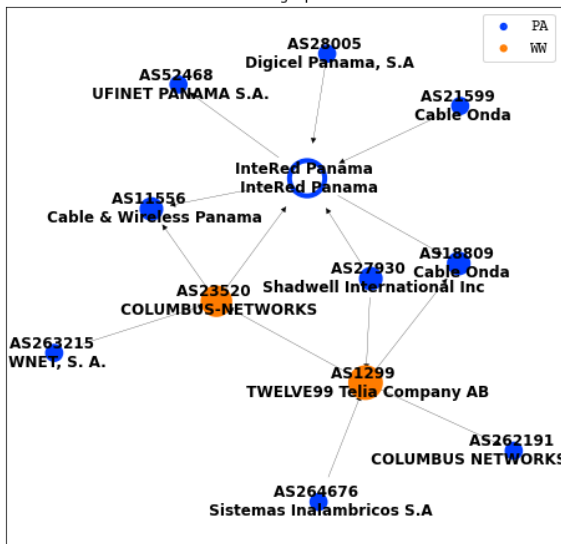 PA
WW
AS28005
Digicel Panama, S.A
AS52468
UFINET PANAMA S.A.
AS21599
Cable Onda
InteRed Panama
InteRed Panama
AS11556
Cable & Wireless Panama
AS18809
Cable Onda
AS27930
Shadwell International Inc
AS23520
COLUMBUS-NETWORKS
AS263215
WNET, S. A.
AS1299
TWELVE99 Telia Company AB
AS262191
COLUMBUS NETWORKS
AS264676
Sistemas Inalambricos S.A